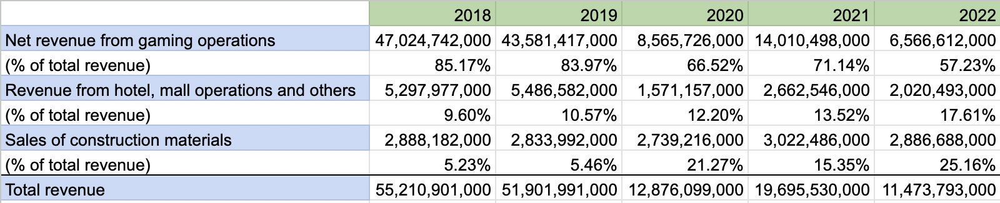 2018 2019 2020 2021 2022
Net revenue from gaming operations 47,024,742,000 43,581,417,000 8,565,726,000 14,010,498,000 6,566,612,000
(% of total revenue) 85.17% 83.97% 66.52% 71.14% 57.23%
Revenue from hotel, mall operations and others 5,297,977,000 5,486,582,000 1,571,157,000 2,662,546,000 2,020,493,000
(% of total revenue) 9.60% 10.57% 12.20% 13.52% 17.61%
Sales of construction materials 2,888,182,000 2,833,992,000 2,739,216,000 3,022,486,000 2,886,688,000
(% of total revenue) 5.23% 5.46% 21.27% 15.35% 25.16%
Total revenue 55,210,901,000 51,901,991,000 12,876,099,000 19,695,530,000 11,473,793,000